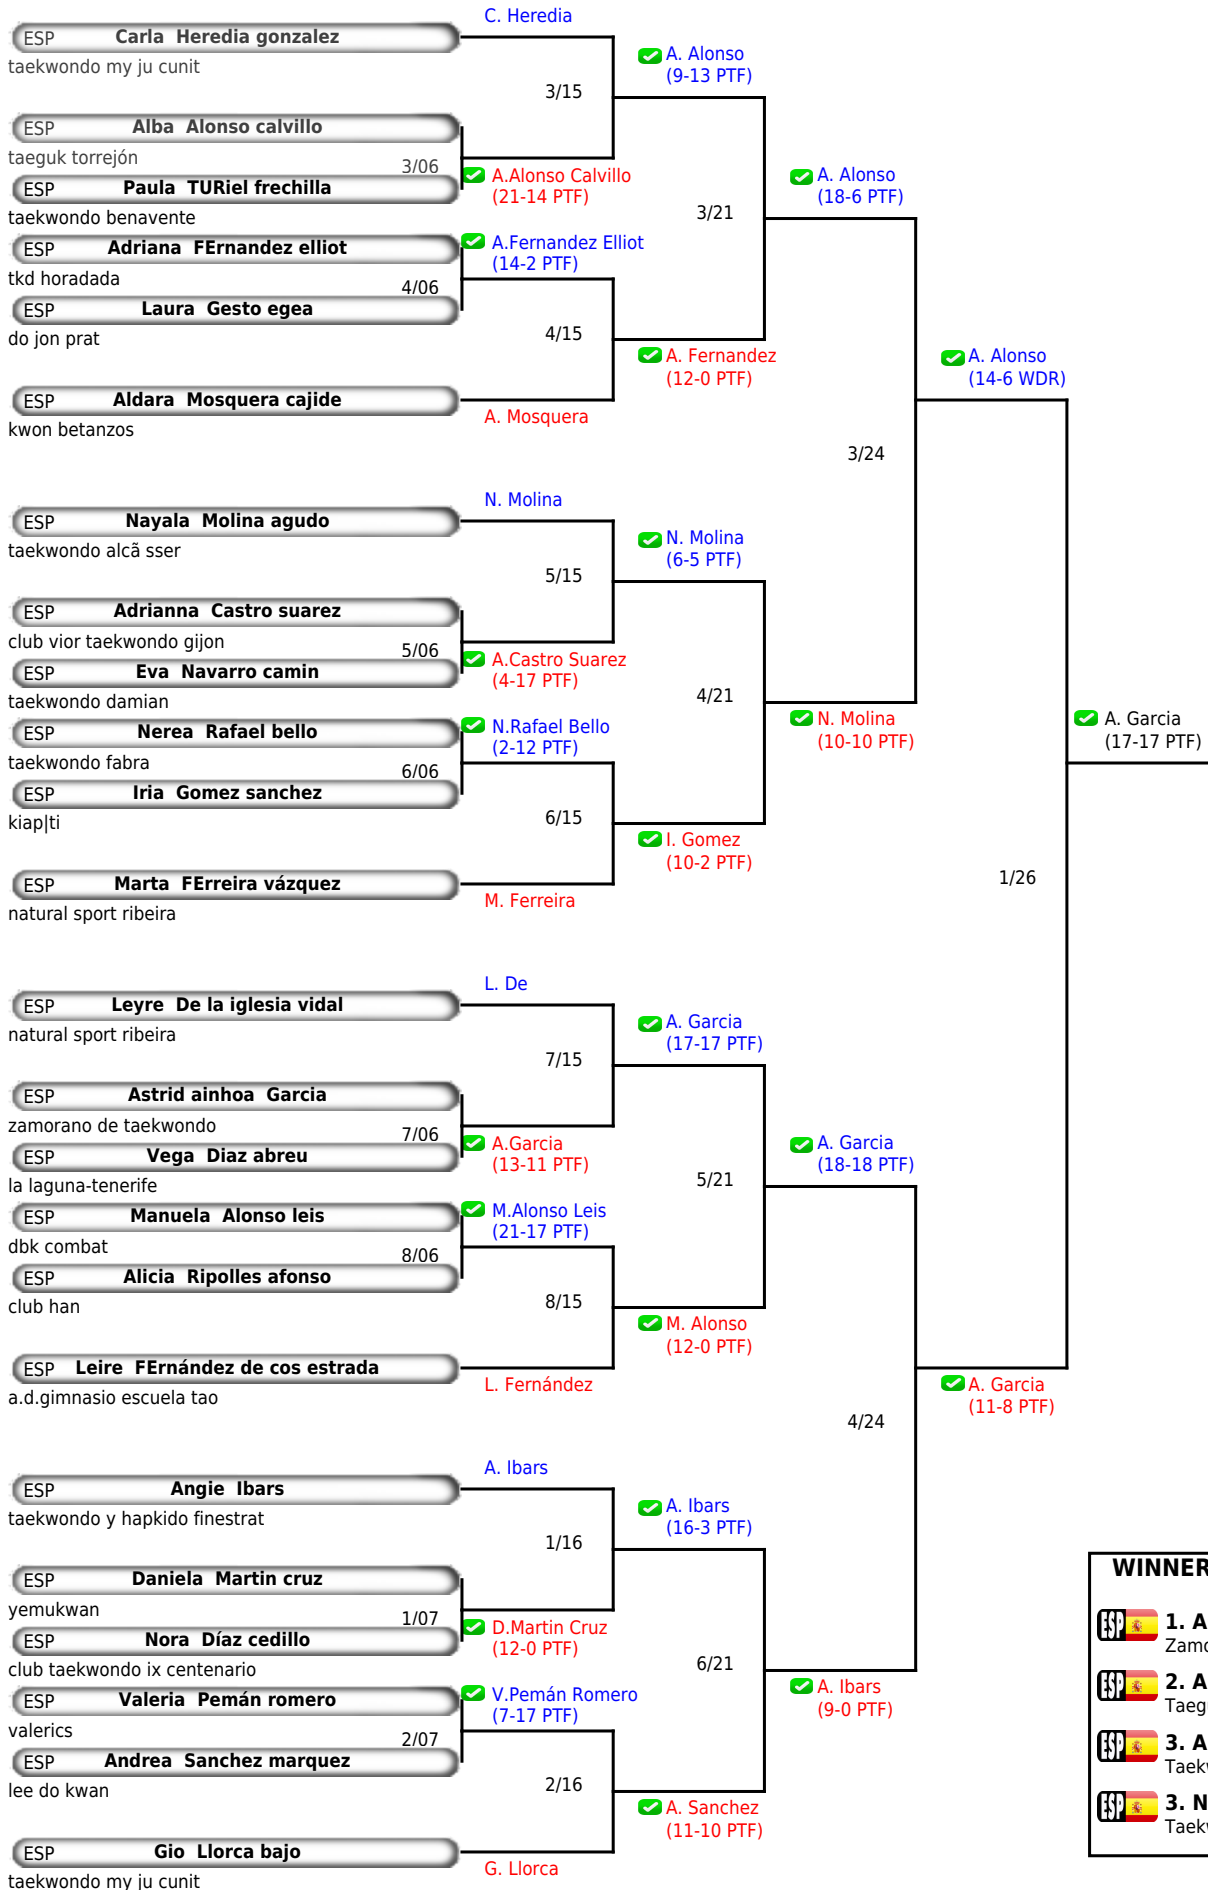 C. Heredia
ESP Carla Heredia gonzalez
taekwondo my ju cunit
A. Alonso
(9-13 PTF)
3/15
ESP Alba Alonso calvillo
taeguk torrejón
3/06
A.Alonso Calvillo
(21-14 PTF)
ESP Paula TURiel frechilla
taekwondo benavente
A. Alonso
(18-6 PTF)
3/21
ESP Adriana FErnandez elliot
tkd horadada
A.Fernandez Elliot
(14-2 PTF)
4/06
ESP Laura Gesto egea
do jon prat
4/15
A. Fernandez
(12-0 PTF)
A. Alonso
(14-6 WDR)
ESP Aldara Mosquera cajide
kwon betanzos
A. Mosquera
3/24
N. Molina
ESP Nayala Molina agudo
taekwondo alcã sser
N. Molina
(6-5 PTF)
5/15
ESP Adrianna Castro suarez
club vior taekwondo gijon
5/06
A.Castro Suarez
(4-17 PTF)
ESP Eva Navarro camin
taekwondo damian
4/21
N. Molina
(10-10 PTF)
A. Garcia
(17-17 PTF)
ESP Nerea Rafael bello
taekwondo fabra
N.Rafael Bello
(2-12 PTF)
6/06
ESP Iria Gomez sanchez
kiap|ti
6/15
I. Gomez
(10-2 PTF)
ESP Marta FErreira vázquez
natural sport ribeira
M. Ferreira
1/26
L. De
ESP Leyre De la iglesia vidal
natural sport ribeira
A. Garcia
(17-17 PTF)
7/15
ESP Astrid ainhoa Garcia
zamorano de taekwondo
7/06
A.Garcia
(13-11 PTF)
ESP Vega Diaz abreu
la laguna-tenerife
A. Garcia
(18-18 PTF)
5/21
ESP Manuela Alonso leis
dbk combat
M.Alonso Leis
(21-17 PTF)
8/06
ESP Alicia Ripolles afonso
club han
8/15
M. Alonso
(12-0 PTF)
ESP Leire FErnández de cos estrada
a.d.gimnasio escuela tao
L. Fernández
A. Garcia
(11-8 PTF)
4/24
A. Ibars
ESP Angie Ibars
taekwondo y hapkido finestrat
A. Ibars
(16-3 PTF)
1/16
ESP Daniela Martin cruz
yemukwan
1/07
D.Martin Cruz
(12-0 PTF)
ESP Nora Díaz cedillo
club taekwondo ix centenario
6/21
A. Ibars
(9-0 PTF)
ESP Valeria Pemán romero
valerics
V.Pemán Romero
(7-17 PTF)
2/07
ESP Andrea Sanchez marquez
lee do kwan
2/16
A. Sanchez
(11-10 PTF)
ESP Gio Llorca bajo
taekwondo my ju cunit
G. Llorca
WINNER
ESP 1. A
Zamo
ESP 2. A
Taeg
ESP 3. A
Taekw
ESP 3. N
Taekw